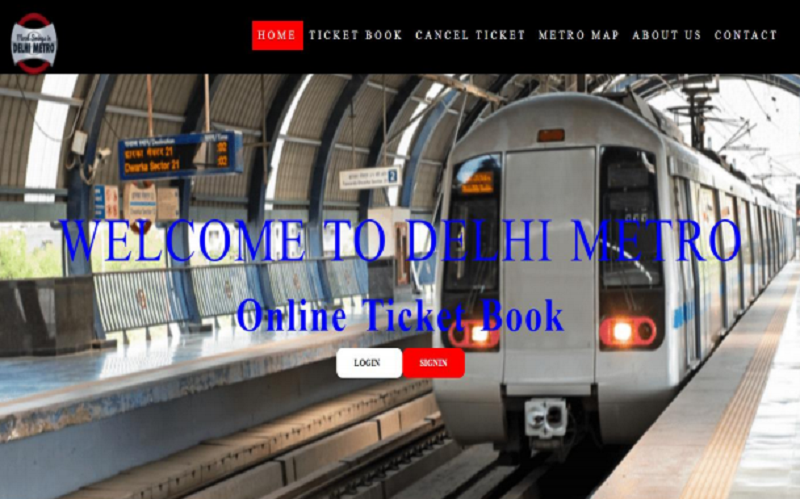 DELHI METRO
HOME TICKET BOOK CANCEL TICKET METRO MAP ABOUT US CONTACT
Dwarka Sector 21
2
WELCOME TO DELHI METRO
Online Ticket Book
LOGIN SIGNIN